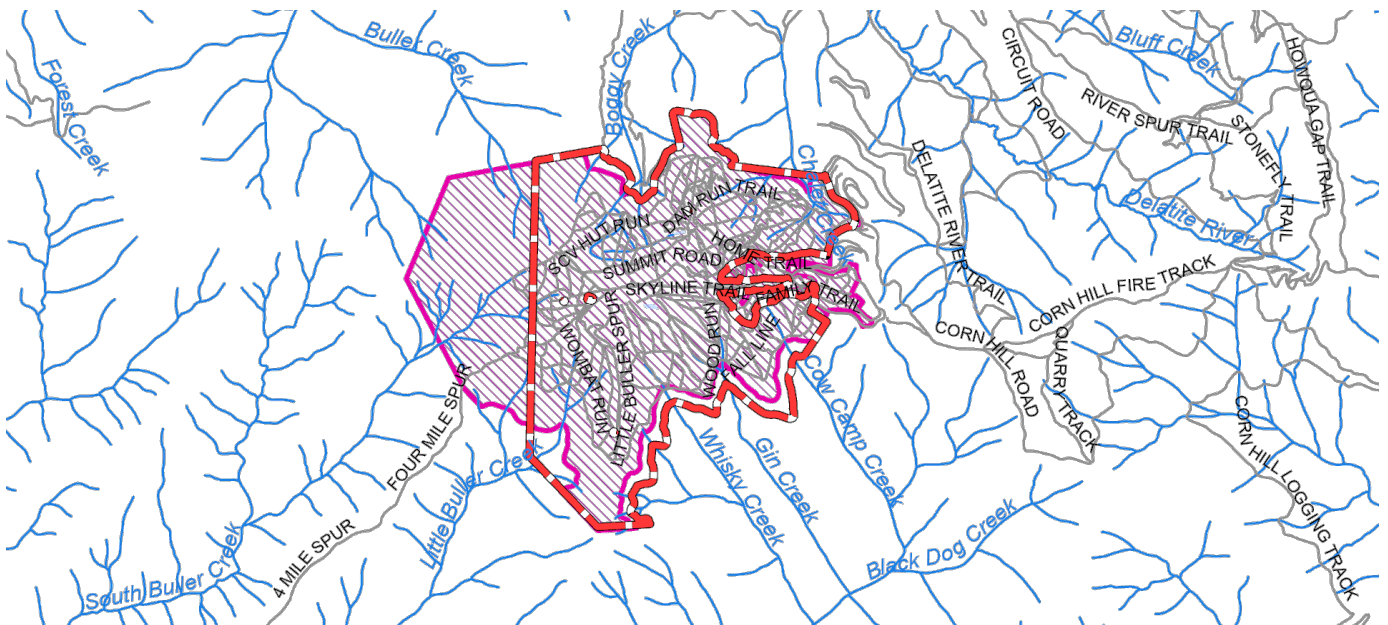 Forest Creek
Buller Creek
Boggy Creek
CIRCUIT ROAD
Bluff Creek
HOWQUA GAP TRAIL
RIVER SPUR TRAIL
STONEFLY TRAIL
DELATITE RIVER TRAIL
Delatite River
DAM RUN TRAIL
HUT RUN
HOME TRAIL
SUMMIT ROAD
SKYLINE TRAIL
FAMILY TRAIL
WOMBAT RUN
LITTLE BULLER SPUR
WOOD RUN
FALL LINE
CORN HILL FIRE TRACK
CORN HILL ROAD
QUARRY TRACK
CORN HILL LOGGING TRACK
Cow Camp Creek
Gin Creek
Whisky Creek
Black Dog Creek
FOUR MILE SPUR
4 MILE SPUR
Little Buller Creek
South Buller Creek